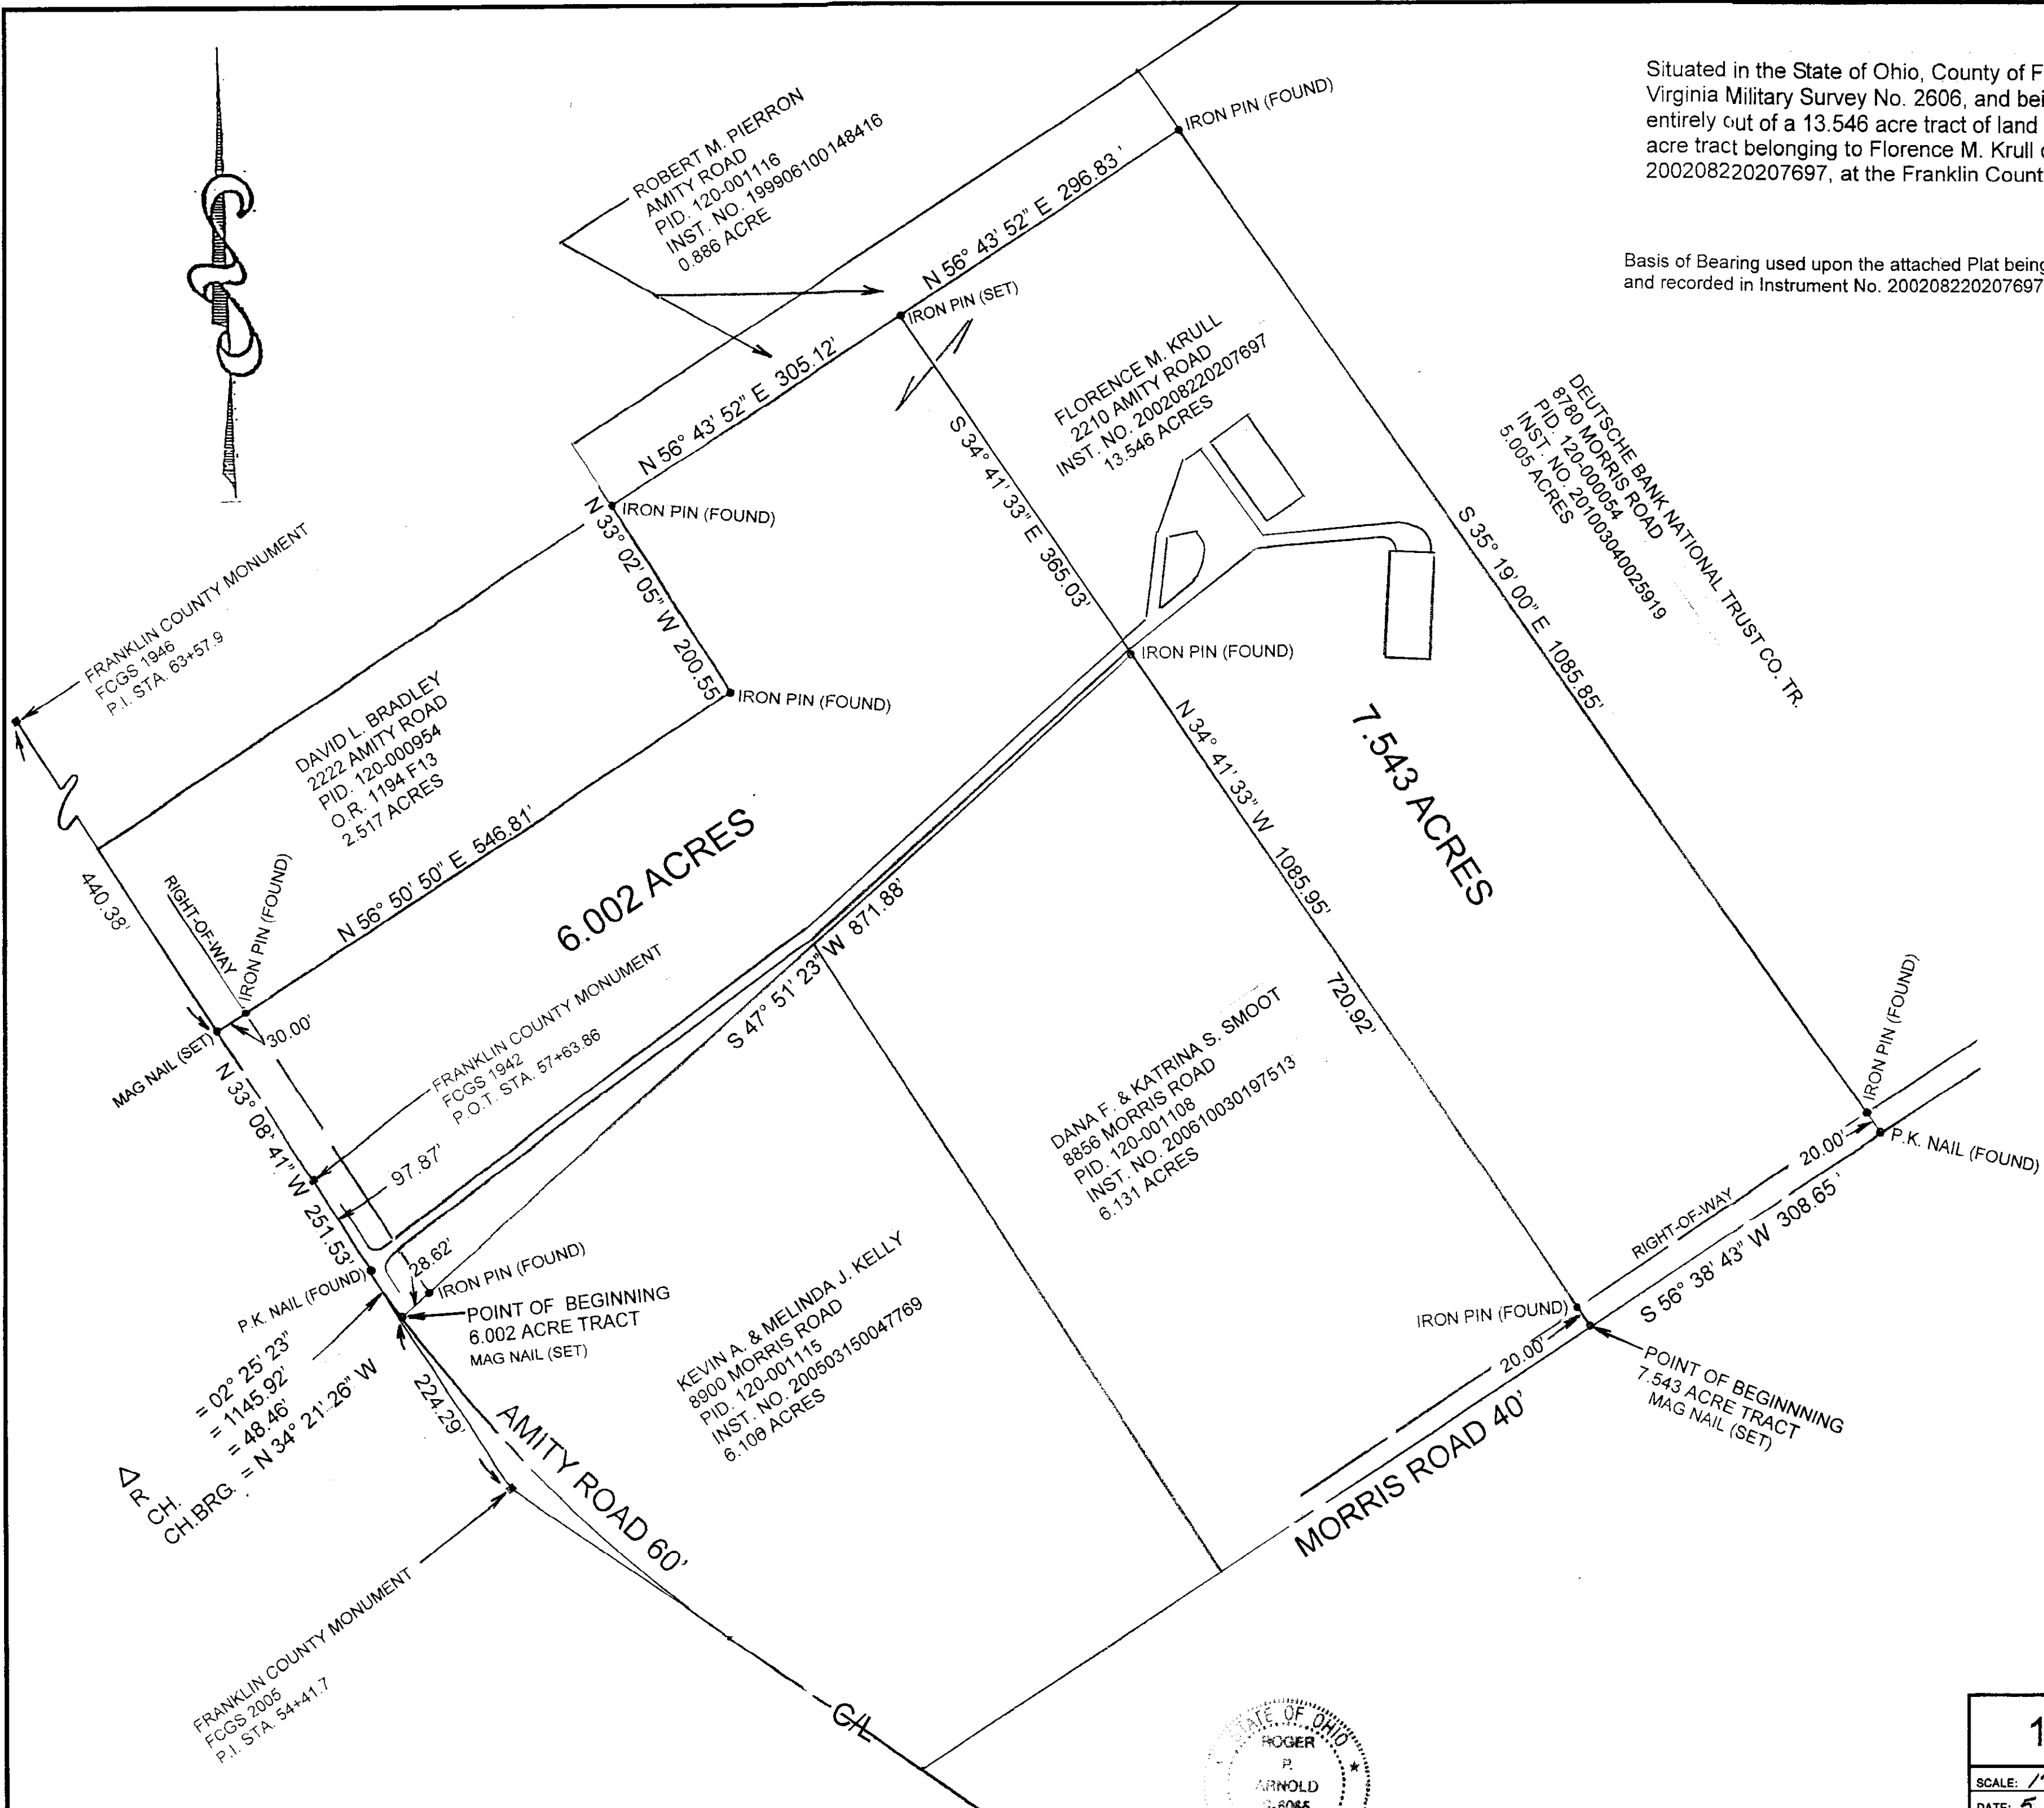 Situated in the State of Ohio, County of F
Virginia Military Survey No. 2606, and bei
entirely out of a 13.546 acre tract of land
acre tract belonging to Florence M. Krull
200208220207697, at the Franklin Count
Basis of Bearing used upon the attached Plat being
and recorded in Instrument No. 200208220207697
ROBERT M. PIERRON
AMITY ROAD
PID. 120-001116
INST. NO. 199906100148416
0.886 ACRE
IRON PIN (FOUND)
N 56° 43' 52" E 296.83'
IRON PIN (SET)
N 56° 43' 52" E 305.12'
FLORENCE M. KRULL
2210 AMITY ROAD
INST. NO. 200208220207697
13.546 ACRES
DEUTSCHE BANK NATIONAL TRUST CO. TR.
8780 MORRIS ROAD
PID. 120-000054
INST. NO. 201003040025919
5.005 ACRES
S 34° 41' 33" E 365.03'
S 35° 19' 00" E 1085.85'
IRON PIN (FOUND)
N 33° 02' 05" W 200.55'
IRON PIN (FOUND)
IRON PIN (FOUND)
FRANKLIN COUNTY MONUMENT
FCGS 1946
P.I. STA. 63+57.9
DAVID L. BRADLEY
2222 AMITY ROAD
PID. 120-000954
O.R. 1194 F13
2.517 ACRES
N 34° 41' 33" W 1085.95'
7.543 ACRES
440.38'
RIGHT-OF-WAY
IRON PIN (FOUND)
N 56° 50' 50" E 546.81'
6.002 ACRES
S 47° 51' 23" W 871.88'
720.92'
30.00'
MAG NAIL (SET)
FRANKLIN COUNTY MONUMENT
FCGS 1942
P.O.T. STA. 57+63.86
DANA F. & KATRINA S. SMOOT
8856 MORRIS ROAD
PID. 120-001108
INST. NO. 200610030197513
6.131 ACRES
IRON PIN (FOUND)
P.K. NAIL (FOUND)
20.00'
N 33° 08' 41" W 251.53'
97.87'
RIGHT-OF-WAY
S 56° 38' 43" W 308.65'
28.62'
IRON PIN (FOUND)
P.K. NAIL (FOUND)
POINT OF BEGINNING
6.002 ACRE TRACT
MAG NAIL (SET)
KEVIN A. & MELINDA J. KELLY
8900 MORRIS ROAD
PID. 120-001115
INST. NO. 200503150047769
6.106 ACRES
IRON PIN (FOUND)
20.00'
POINT OF BEGINNNING
7.543 ACRE TRACT
MAG NAIL (SET)
Δ = 02° 25' 23"
R = 1145.92'
CH. = 48.46'
CH.BRG. = N 34° 21' 26" W
224.29'
AMITY ROAD 60'
MORRIS ROAD 40'
FRANKLIN COUNTY MONUMENT
FCGS 2005
P.I. STA. 54+41.7
C/L
STATE OF OHIO
ROGER
P.
ARNOLD
SCALE:
DATE: 5